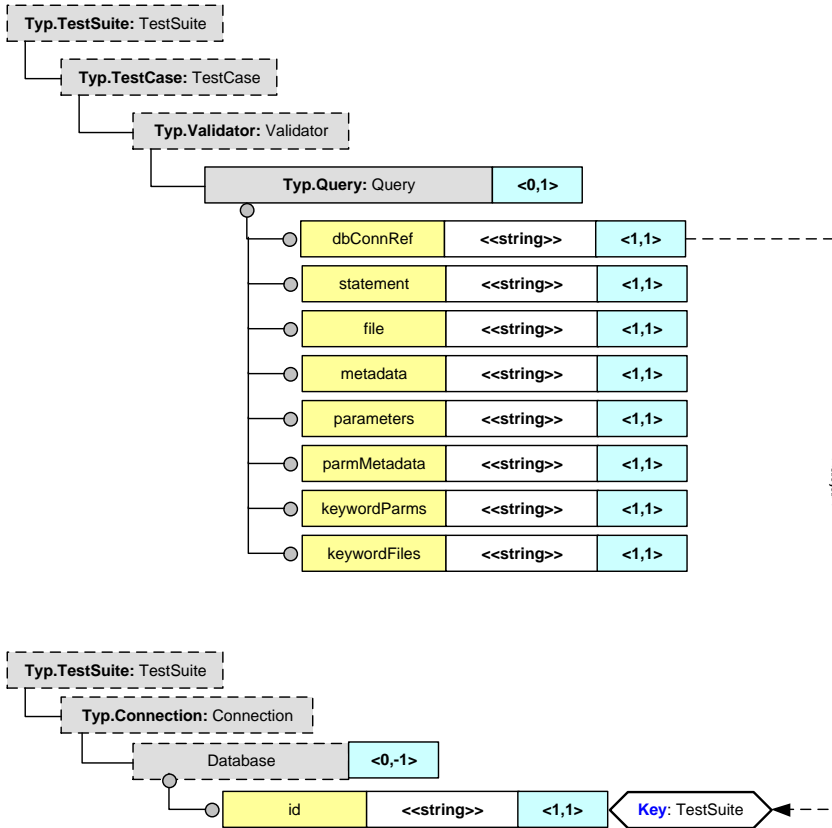 Typ.TestSuite: TestSuite
Typ.TestCase: TestCase
Typ.Validator: Validator
Typ.Query: Query <0,1>
dbConnRef <<string>> <1,1>
statement <<string>> <1,1>
file <<string>> <1,1>
metadata <<string>> <1,1>
parameters <<string>> <1,1>
parmMetadata <<string>> <1,1>
keywordParms <<string>> <1,1>
keywordFiles <<string>> <1,1>
Typ.TestSuite: TestSuite
Typ.Connection: Connection
Database <0,-1>
id <<string>> <1,1> Key: TestSuite